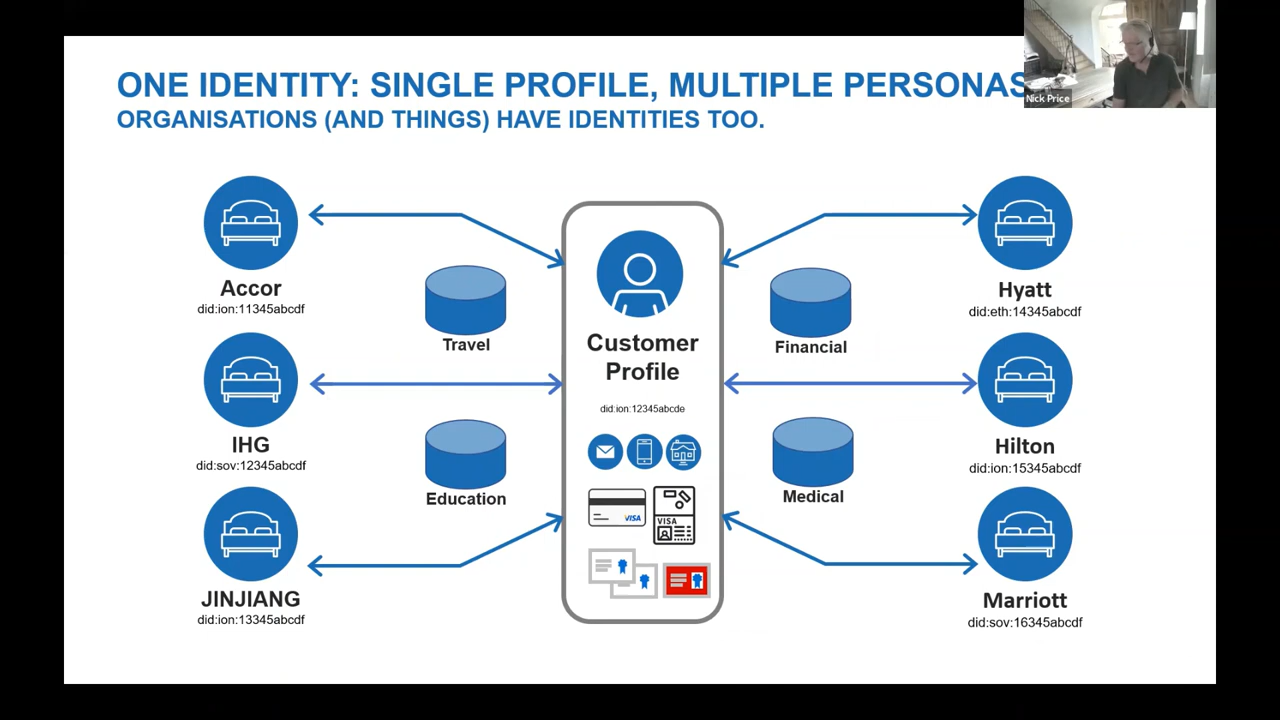 ONE IDENTITY: SINGLE PROFILE, MULTIPLE PERSONAS
ORGANISATIONS (AND THINGS) HAVE IDENTITIES TOO.
Nick Price
Accor
did:ion:11345abcdf
Travel
IHG
did:sov:12345abcdf
Education
JINJIANG
did:ion:13345abcdf
Customer
Profile
did:ion:12345abcde
VISA
VISA
Financial
Medical
Hyatt
did:eth:14345abcdf
Hilton
did:ion:15345abcdf
Marriott
did:sov:16345abcdf